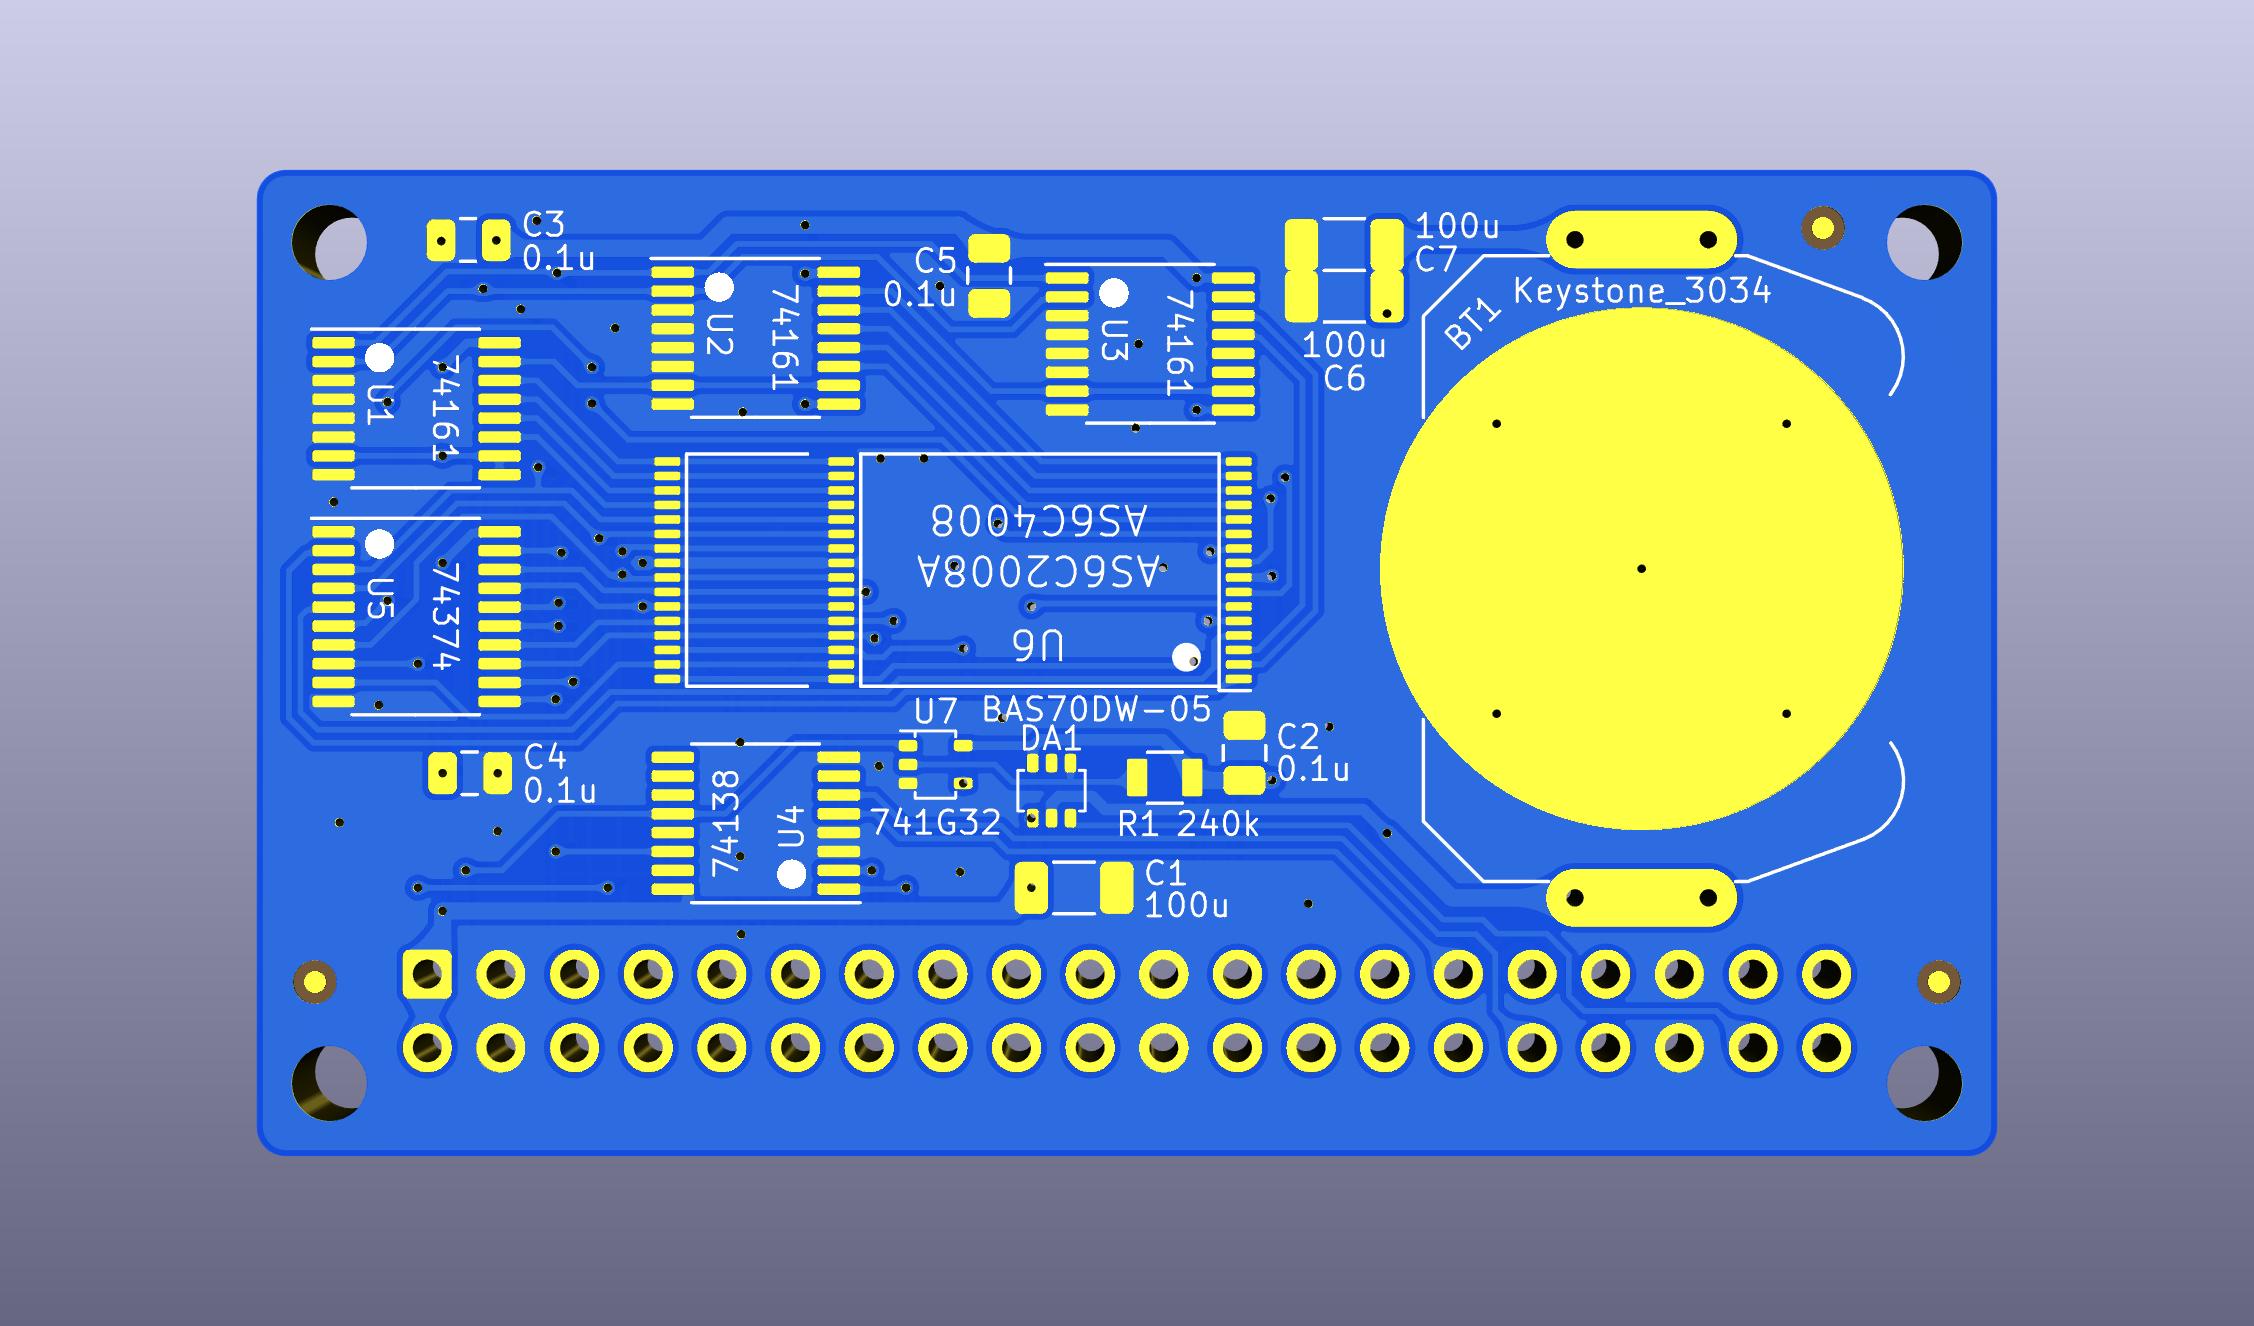 C3
0.1u
U2
74161
C5
0.1u
U3
74161
100u
C7
100u
C6
Keystone_3034
BT1
U1
74161
U5
74374
AS6C4008
AS6C2008A
U6
U7
BAS70DW-05
DA1
C2
0.1u
C4
0.1u
74138
U4
741G32
R1 240k
C1
100u